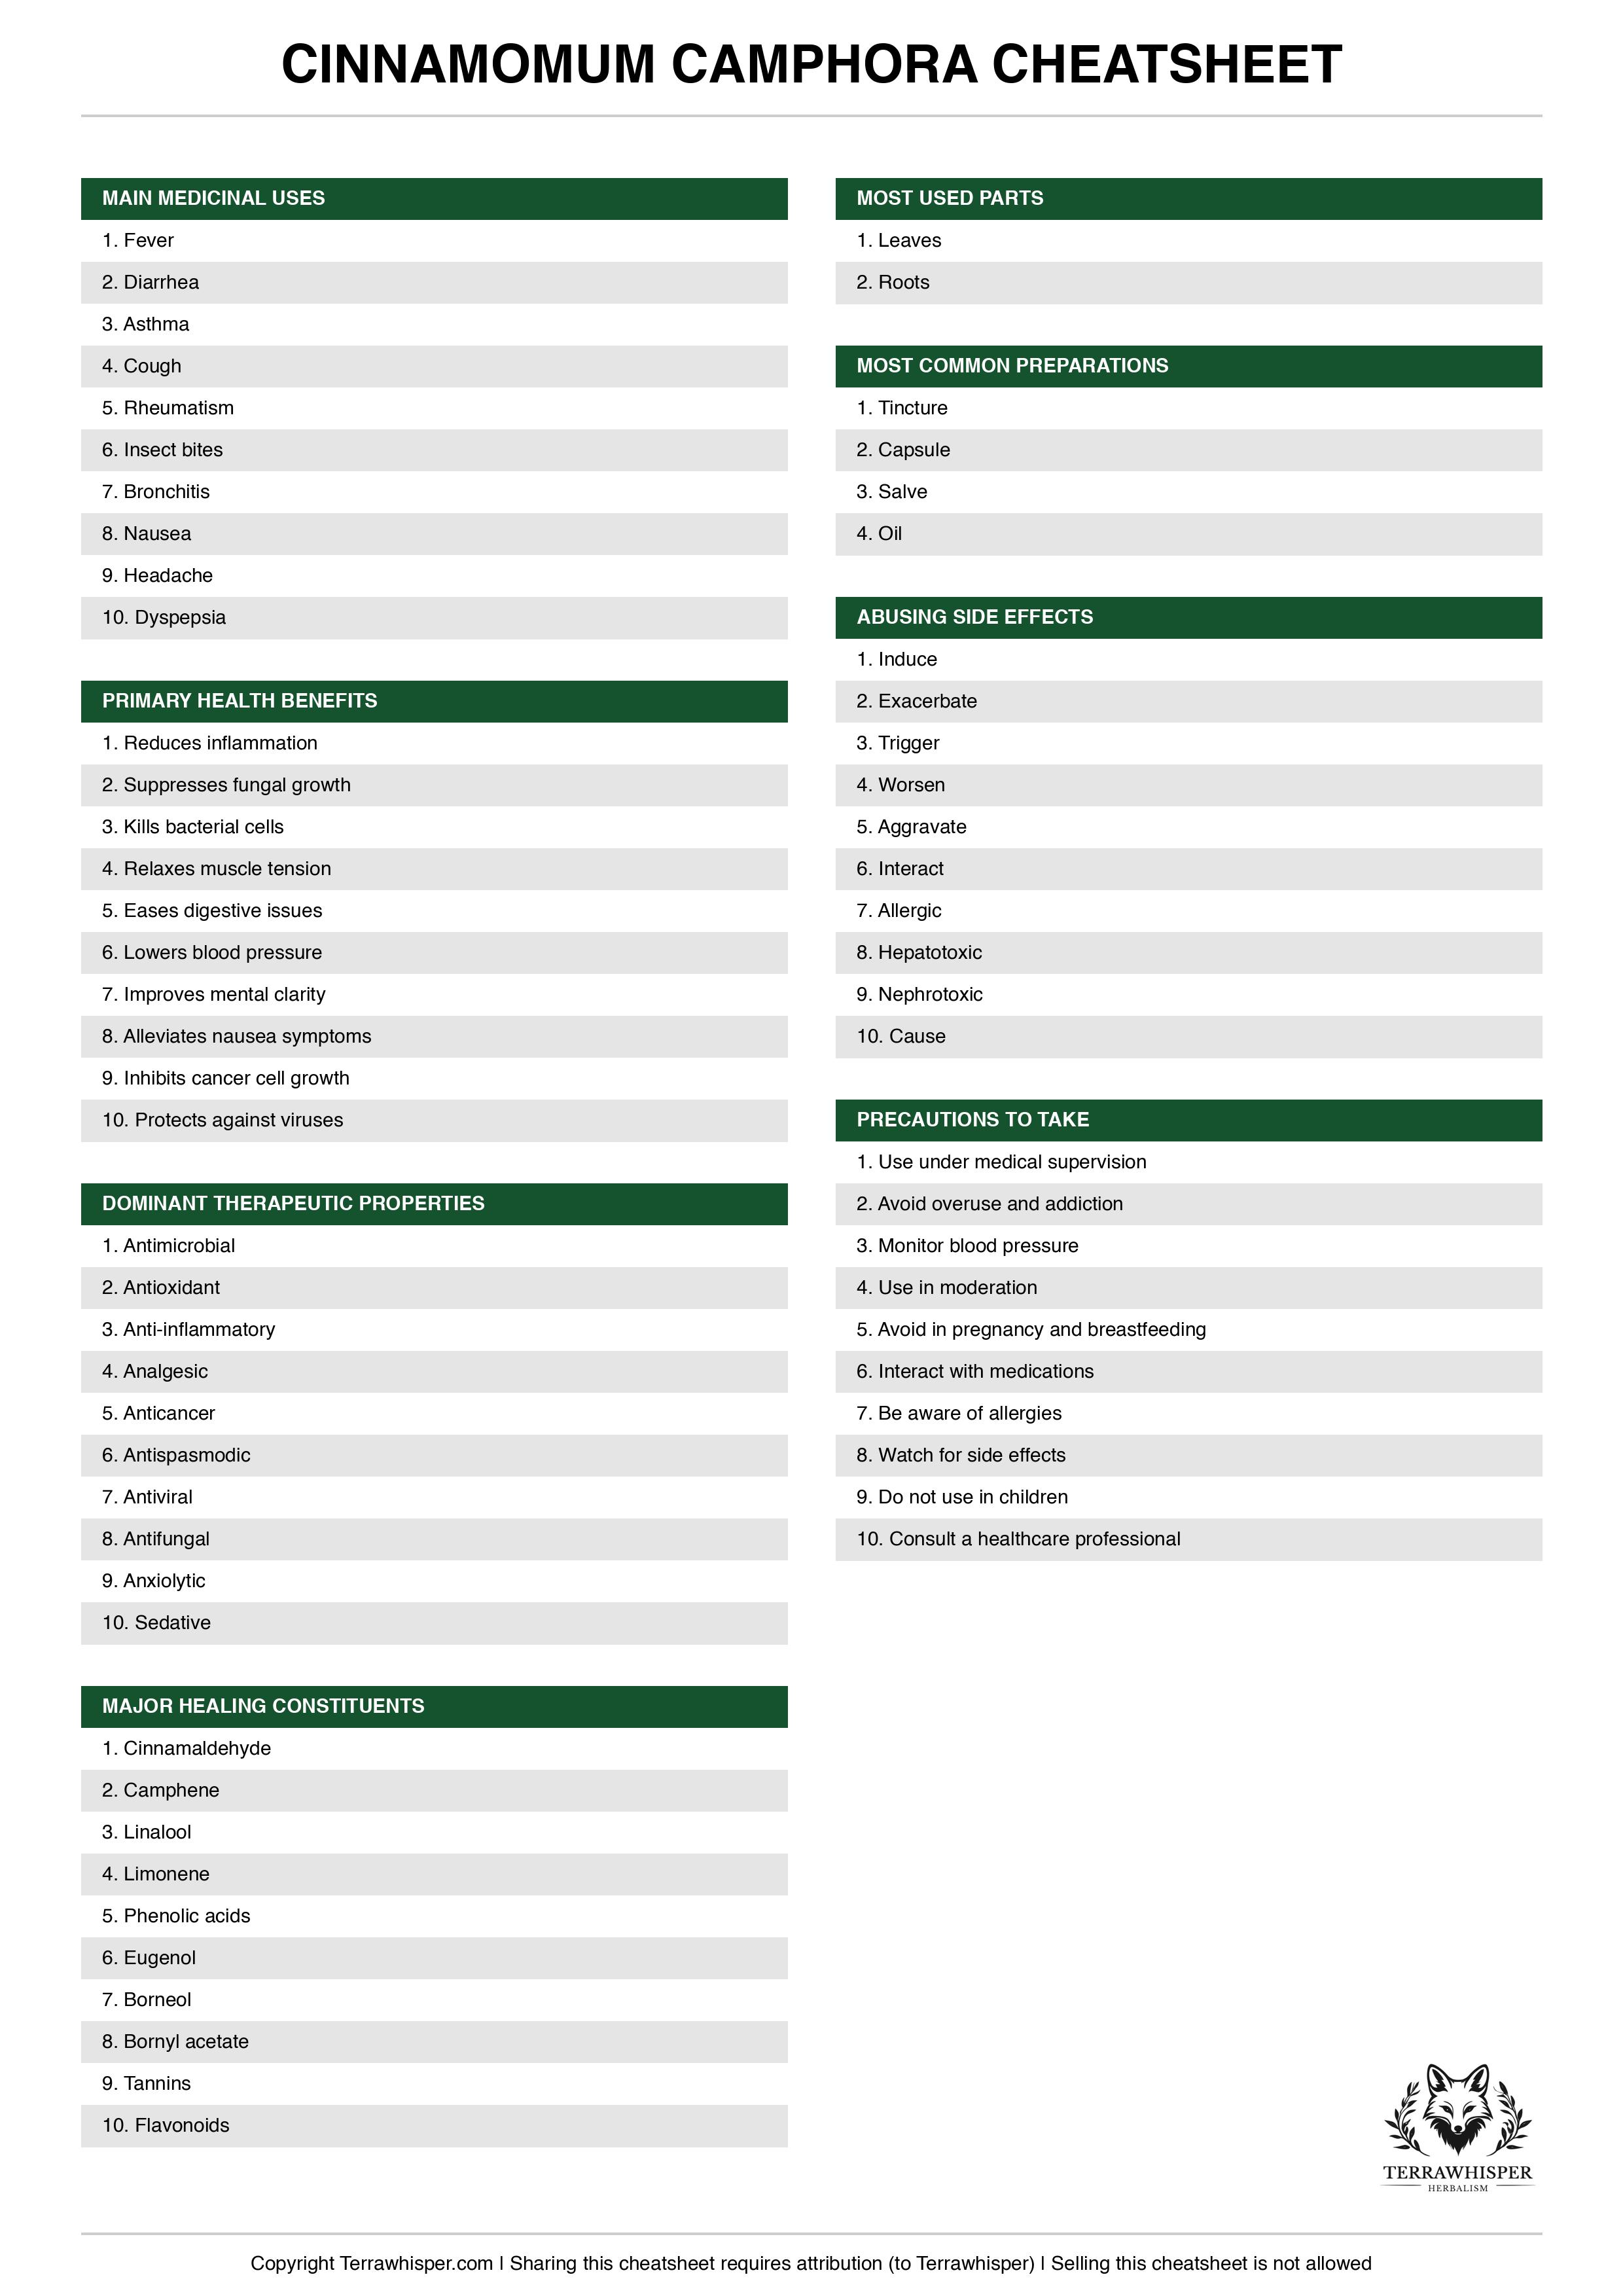 CINNAMOMUM CAMPHORA CHEATSHEET
MAIN MEDICINAL USES
1. Fever
2. Diarrhea
3. Asthma
4. Cough
5. Rheumatism
6. Insect bites
7. Bronchitis
8. Nausea
9. Headache
10. Dyspepsia
PRIMARY HEALTH BENEFITS
1. Reduces inflammation
2. Suppresses fungal growth
3. Kills bacterial cells
4. Relaxes muscle tension
5. Eases digestive issues
6. Lowers blood pressure
7. Improves mental clarity
8. Alleviates nausea symptoms
9. Inhibits cancer cell growth
10. Protects against viruses
DOMINANT THERAPEUTIC PROPERTIES
1. Antimicrobial
2. Antioxidant
3. Anti-inflammatory
4. Analgesic
5. Anticancer
6. Antispasmodic
7. Antiviral
8. Antifungal
9. Anxiolytic
10. Sedative
MAJOR HEALING CONSTITUENTS
1. Cinnamaldehyde
2. Camphene
3. Linalool
4. Limonene
5. Phenolic acids
6. Eugenol
7. Borneol
8. Bornyl acetate
9. Tannins
10. Flavonoids
MOST USED PARTS
1. Leaves
2. Roots
MOST COMMON PREPARATIONS
1. Tincture
2. Capsule
3. Salve
4. Oil
ABUSING SIDE EFFECTS
1. Induce
2. Exacerbate
3. Trigger
4. Worsen
5. Aggravate
6. Interact
7. Allergic
8. Hepatotoxic
9. Nephrotoxic
10. Cause
PRECAUTIONS TO TAKE
1. Use under medical supervision
2. Avoid overuse and addiction
3. Monitor blood pressure
4. Use in moderation
5. Avoid in pregnancy and breastfeeding
6. Interact with medications
7. Be aware of allergies
8. Watch for side effects
9. Do not use in children
10. Consult a healthcare professional
TERRAWHISPER
HERBALISM
Copyright Terrawhisper.com | Sharing this cheatsheet requires attribution (to Terrawhisper) | Selling this cheatsheet is not allowed